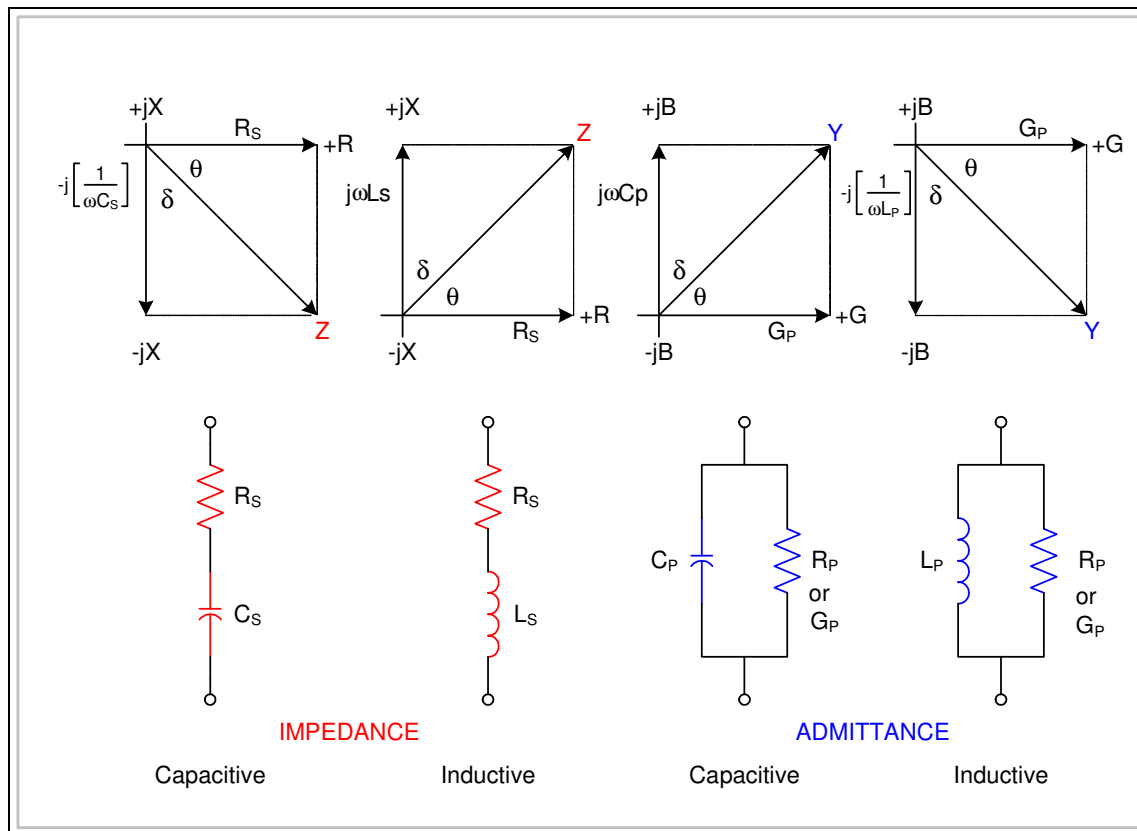 +jX
R_S
+R
-j[1/ωC_S]
θ
δ
-jX
Z
+jX
Z
jωLs
δ
θ
+R
R_S
-jX
+jB
Y
jωCp
δ
θ
+G
G_P
-jB
+jB
G_P
+G
-j[1/ωL_P]
θ
δ
-jB
Y
R_S
C_S
R_S
L_S
C_P
R_P
or
G_P
L_P
R_P
or
G_P
IMPEDANCE
ADMITTANCE
Capacitive
Inductive
Capacitive
Inductive